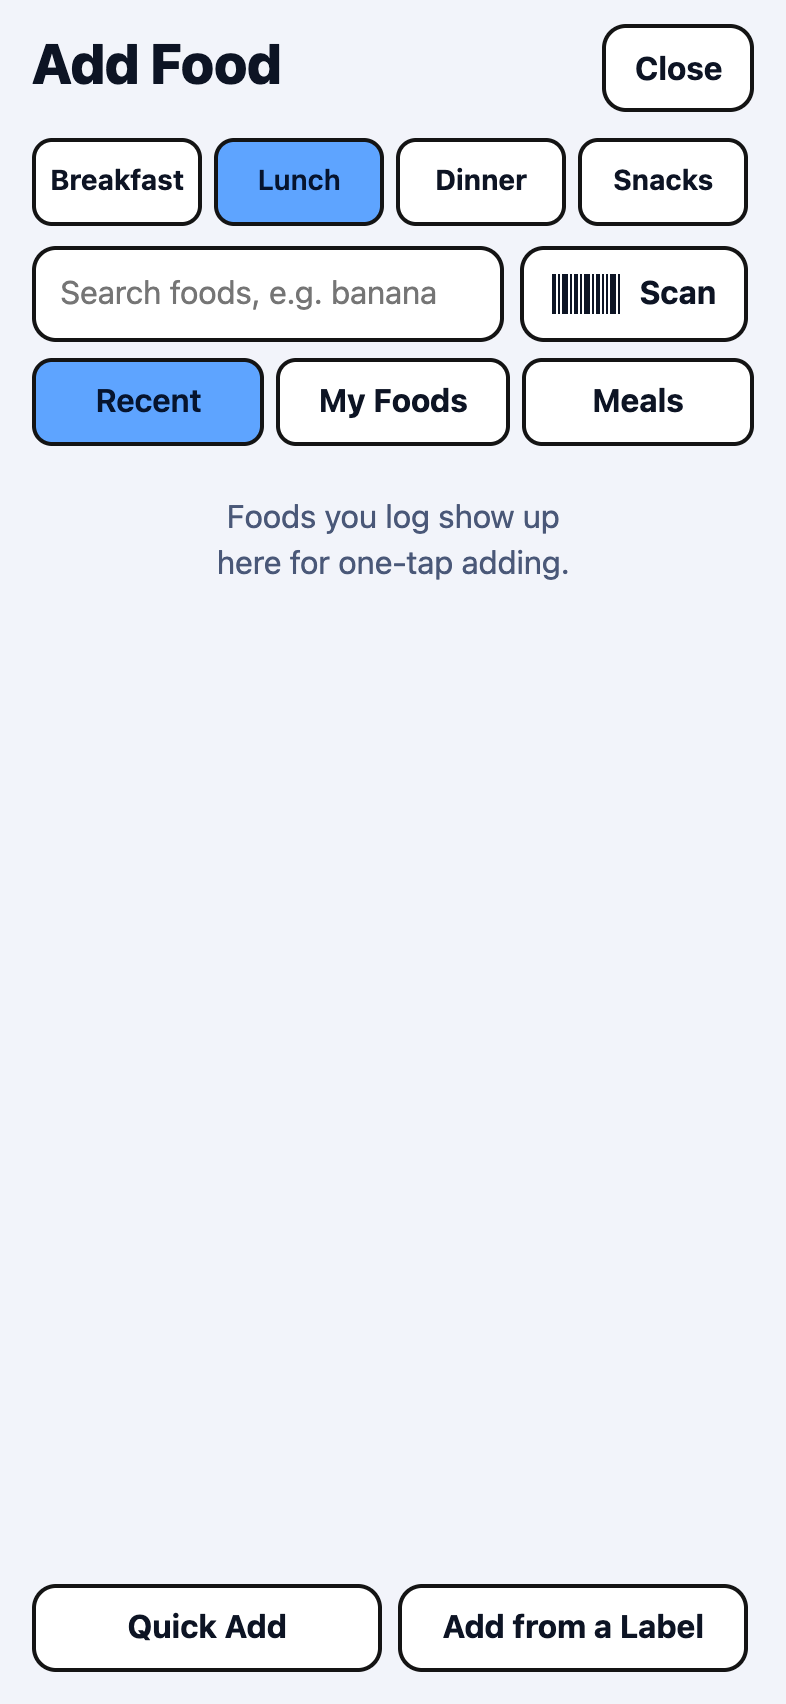 Add Food
Close
Breakfast
Lunch
Dinner
Snacks
Search foods, e.g. banana
Scan
Recent
My Foods
Meals
Foods you log show up
here for one-tap adding.
Quick Add
Add from a Label